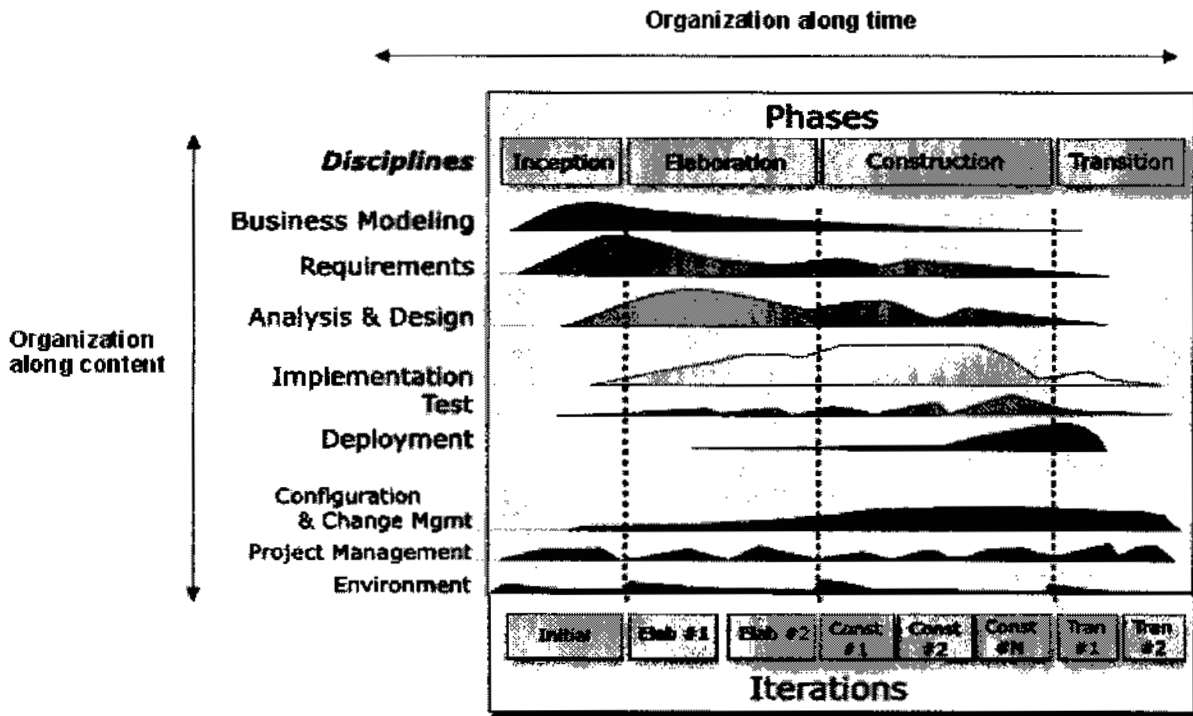 Organization along time
Phases
Disciplines
Inception
Elaboration
Construction
Transition
Business Modeling
Requirements
Analysis & Design
Organization
along content
Implementation
Test
Deployment
Configuration
& Change Mgmt
Project Management
Environment
Initial
Elab #1
Elab #2
Const
#1
Const
#2
Const
#N
Tran
#1
Tran
#2
Iterations